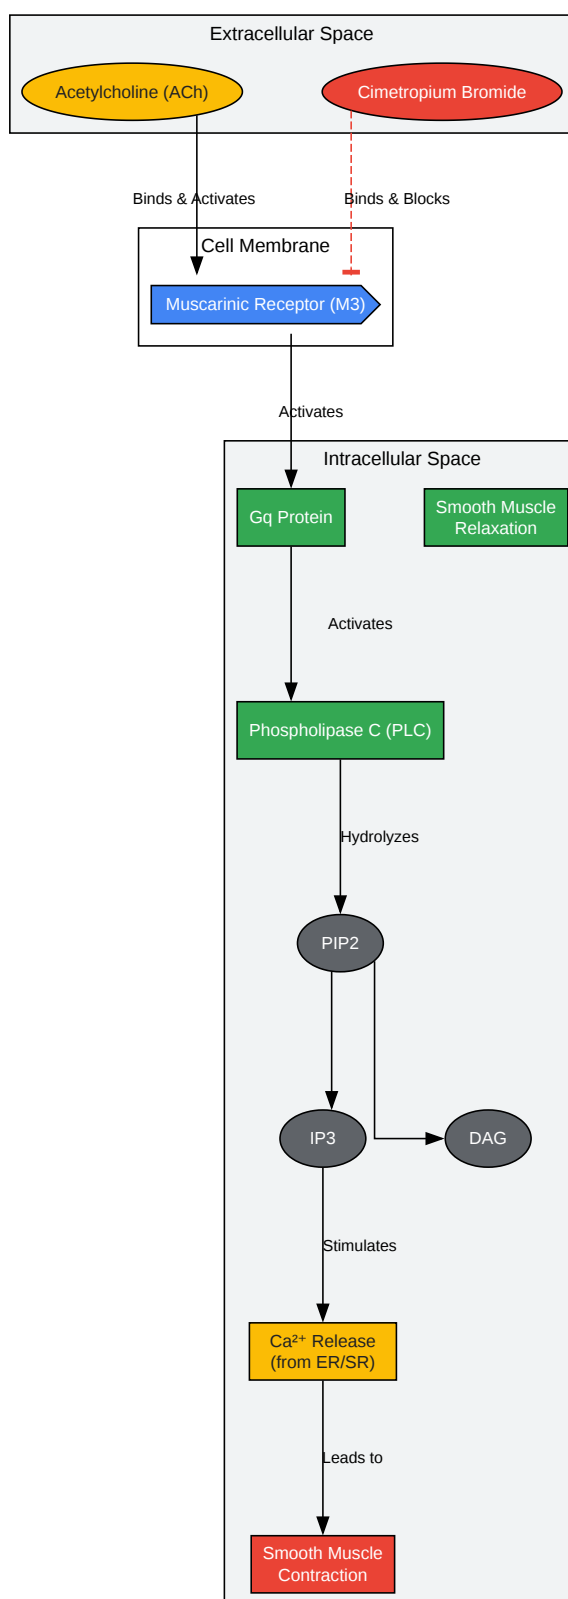 Extracellular Space
Acetylcholine (ACh)
Cimetropium Bromide
Binds & Activates
Binds & Blocks
Cell Membrane
Muscarinic Receptor (M3)
Activates
Intracellular Space
Gq Protein
Smooth Muscle
Relaxation
Activates
Phospholipase C (PLC)
Hydrolyzes
PIP2
IP3
DAG
Stimulates
Ca²⁺ Release
(from ER/SR)
Leads to
Smooth Muscle
Contraction